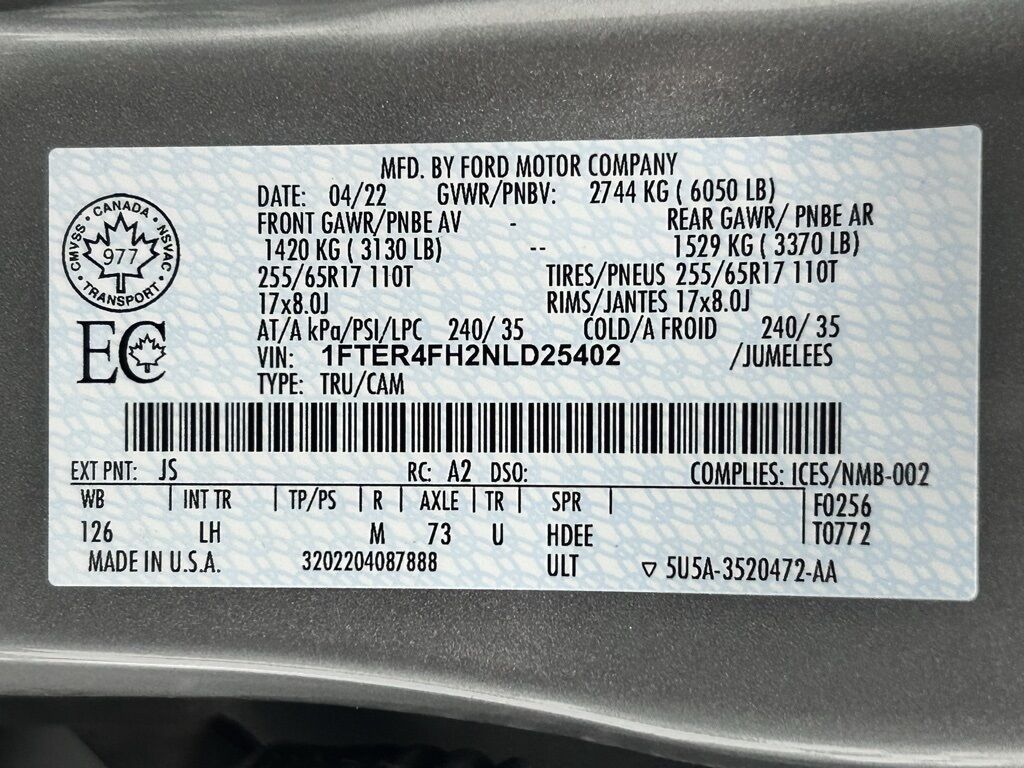 MFD. BY FORD MOTOR COMPANY
DATE: 04/22 GVWR/PNBV: 2744 KG ( 6050 LB)
FRONT GAWR/PNBE AV - REAR GAWR/ PNBE AR
1420 KG ( 3130 LB) -- 1529 KG ( 3370 LB)
255/65R17 110T TIRES/PNEUS 255/65R17 110T
17x8.0J RIMS/JANTES 17x8.0J
AT/A kPa/PSI/LPC 240/ 35 COLD/A FROID 240/ 35
VIN: 1FTER4FH2NLD25402 /JUMELEES
TYPE: TRU/CAM
CANADA
CMVSS · NSVAC
977
TRANSPORT
EC
EXT PNT: JS RC: A2 DSO: COMPLIES: ICES/NMB-002
WB | INT TR | TP/PS | R | AXLE | TR | SPR | F0256
126 LH M 73 U HDEE T0772
MADE IN U.S.A. 3202204087888 ULT ▽ 5U5A-3520472-AA